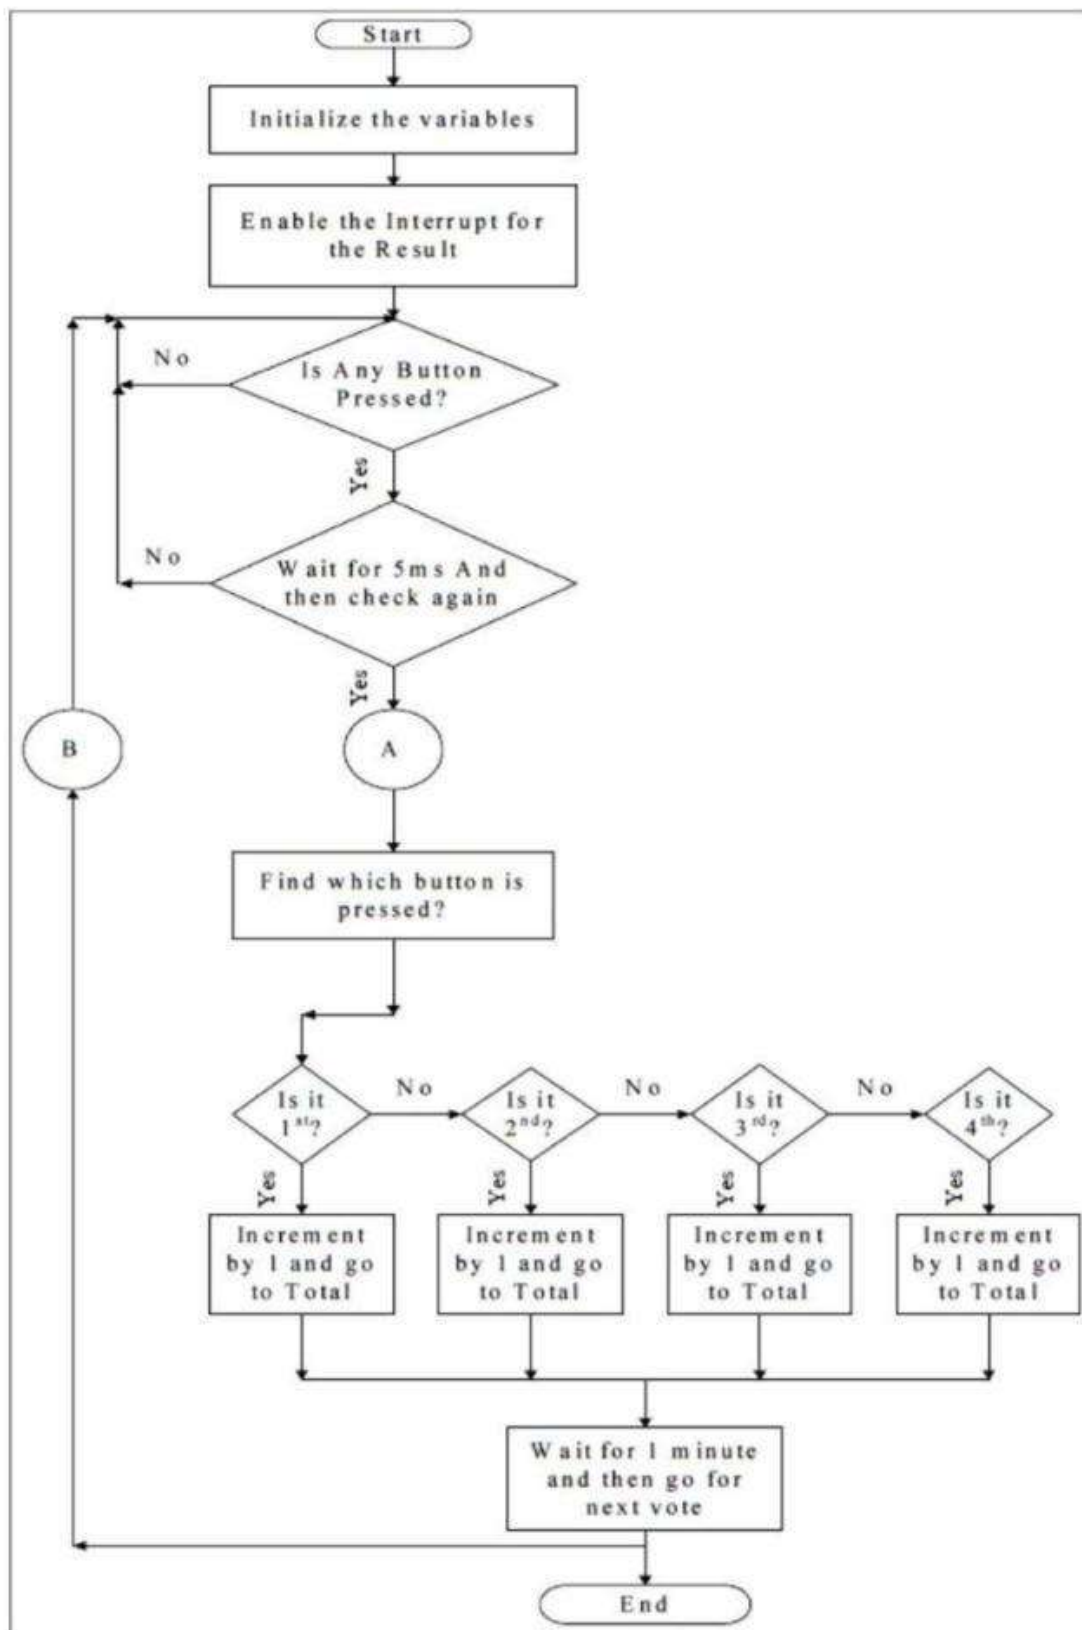 Start
Initialize the variables
Enable the Interrupt for
the Result
No
Is Any Button
Pressed?
Yes
No
Wait for 5ms And
then check again
Yes
B
A
Find which button is
pressed?
Is it
1st?
No
Is it
2nd?
No
Is it
3rd?
No
Is it
4th?
Yes
Yes
Yes
Yes
Increment
by 1 and go
to Total
Increment
by 1 and go
to Total
Increment
by 1 and go
to Total
Increment
by 1 and go
to Total
Wait for 1 minute
and then go for
next vote
End